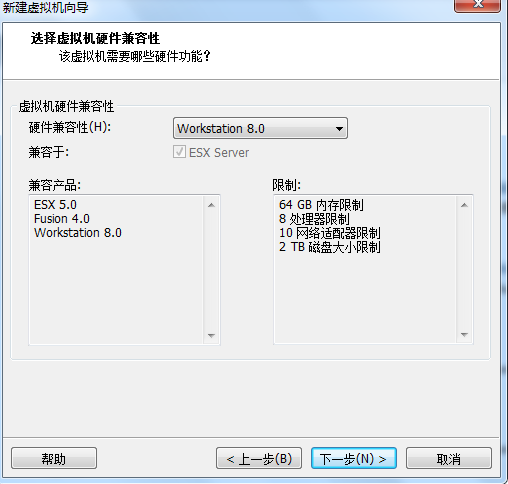 新建虚拟机向导
选择虚拟机硬件兼容性
该虚拟机需要哪些硬件功能?
虚拟机硬件兼容性
硬件兼容性(H):
Workstation 8.0
兼容于:
ESX Server
兼容产品:
ESX 5.0
Fusion 4.0
Workstation 8.0
限制:
64 GB 内存限制
8 处理器限制
10 网络适配器限制
2 TB 磁盘大小限制
帮助
< 上一步(B)
下一步(N) >
取消